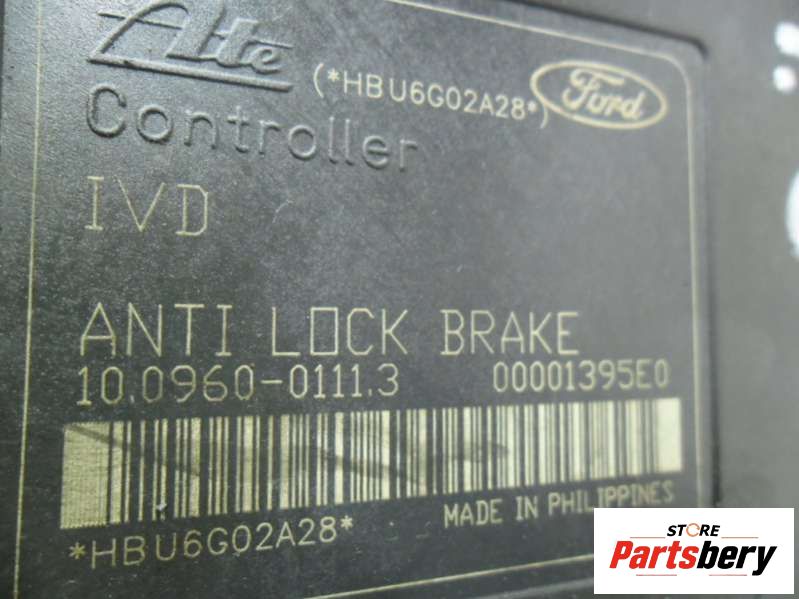 Ate (*HBU6G02A28*) Ford
Controller
IVD
ANTI LOCK BRAKE
10.0960-0111.3 00001395E0
MADE IN PHILIPPINES
*HBU6G02A28*
STORE
Partsbery